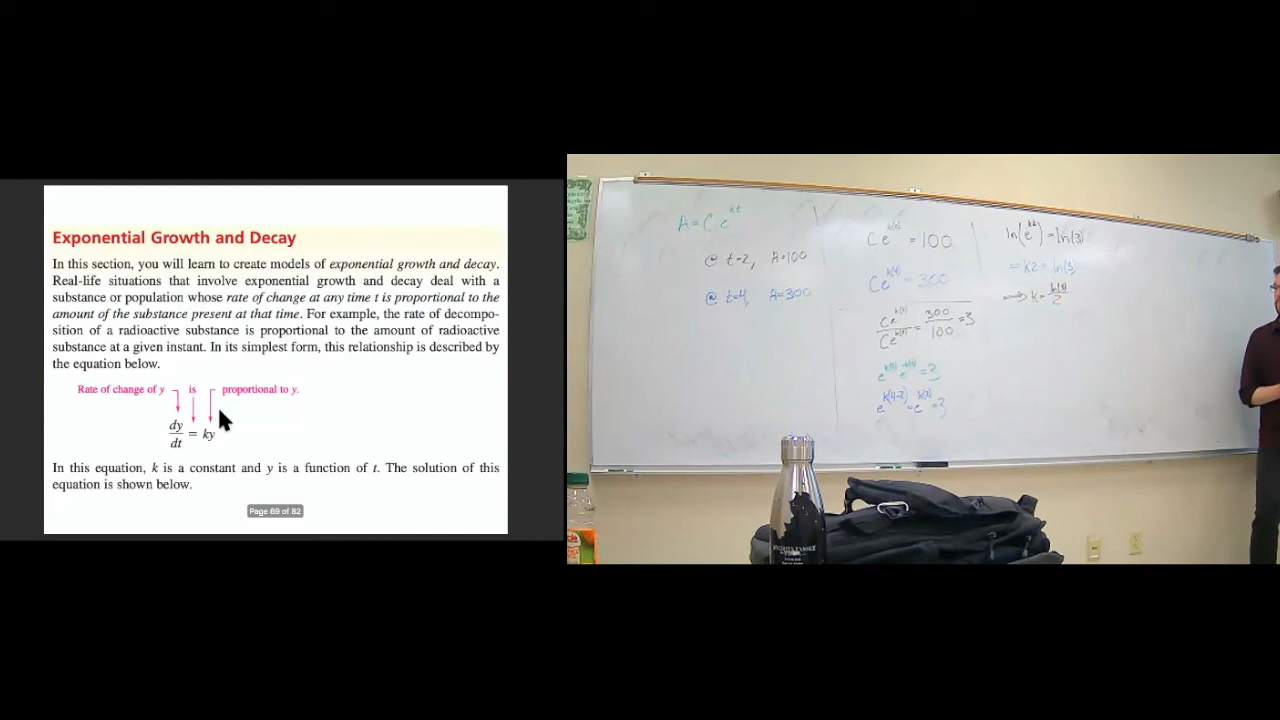 Exponential Growth and Decay
In this section, you will learn to create models of exponential growth and decay.
Real-life situations that involve exponential growth and decay deal with a
substance or population whose rate of change at any time t is proportional to the
amount of the substance present at that time. For example, the rate of decompo-
sition of a radioactive substance is proportional to the amount of radioactive
substance at a given instant. In its simplest form, this relationship is described by
the equation below.
Rate of change of y is proportional to y.
dy/dt = ky
In this equation, k is a constant and y is a function of t. The solution of this
equation is shown below.
Page 69 of 82
A = Ce^{kt}
@ t=2, A=100
@ t=4, A=300
Ce^{k(2)} = 100
Ce^{k(4)} = 300
Ce^{k(4)}/Ce^{k(2)} = 300/100 = 3
e^{k(4)} e^{-k(2)} = 3
e^{k(4-2)} = e^{k(2)} = 3
ln(e^{k2}) = ln(3)
= k2 = ln(3)
⟹ k = ln(3)/2